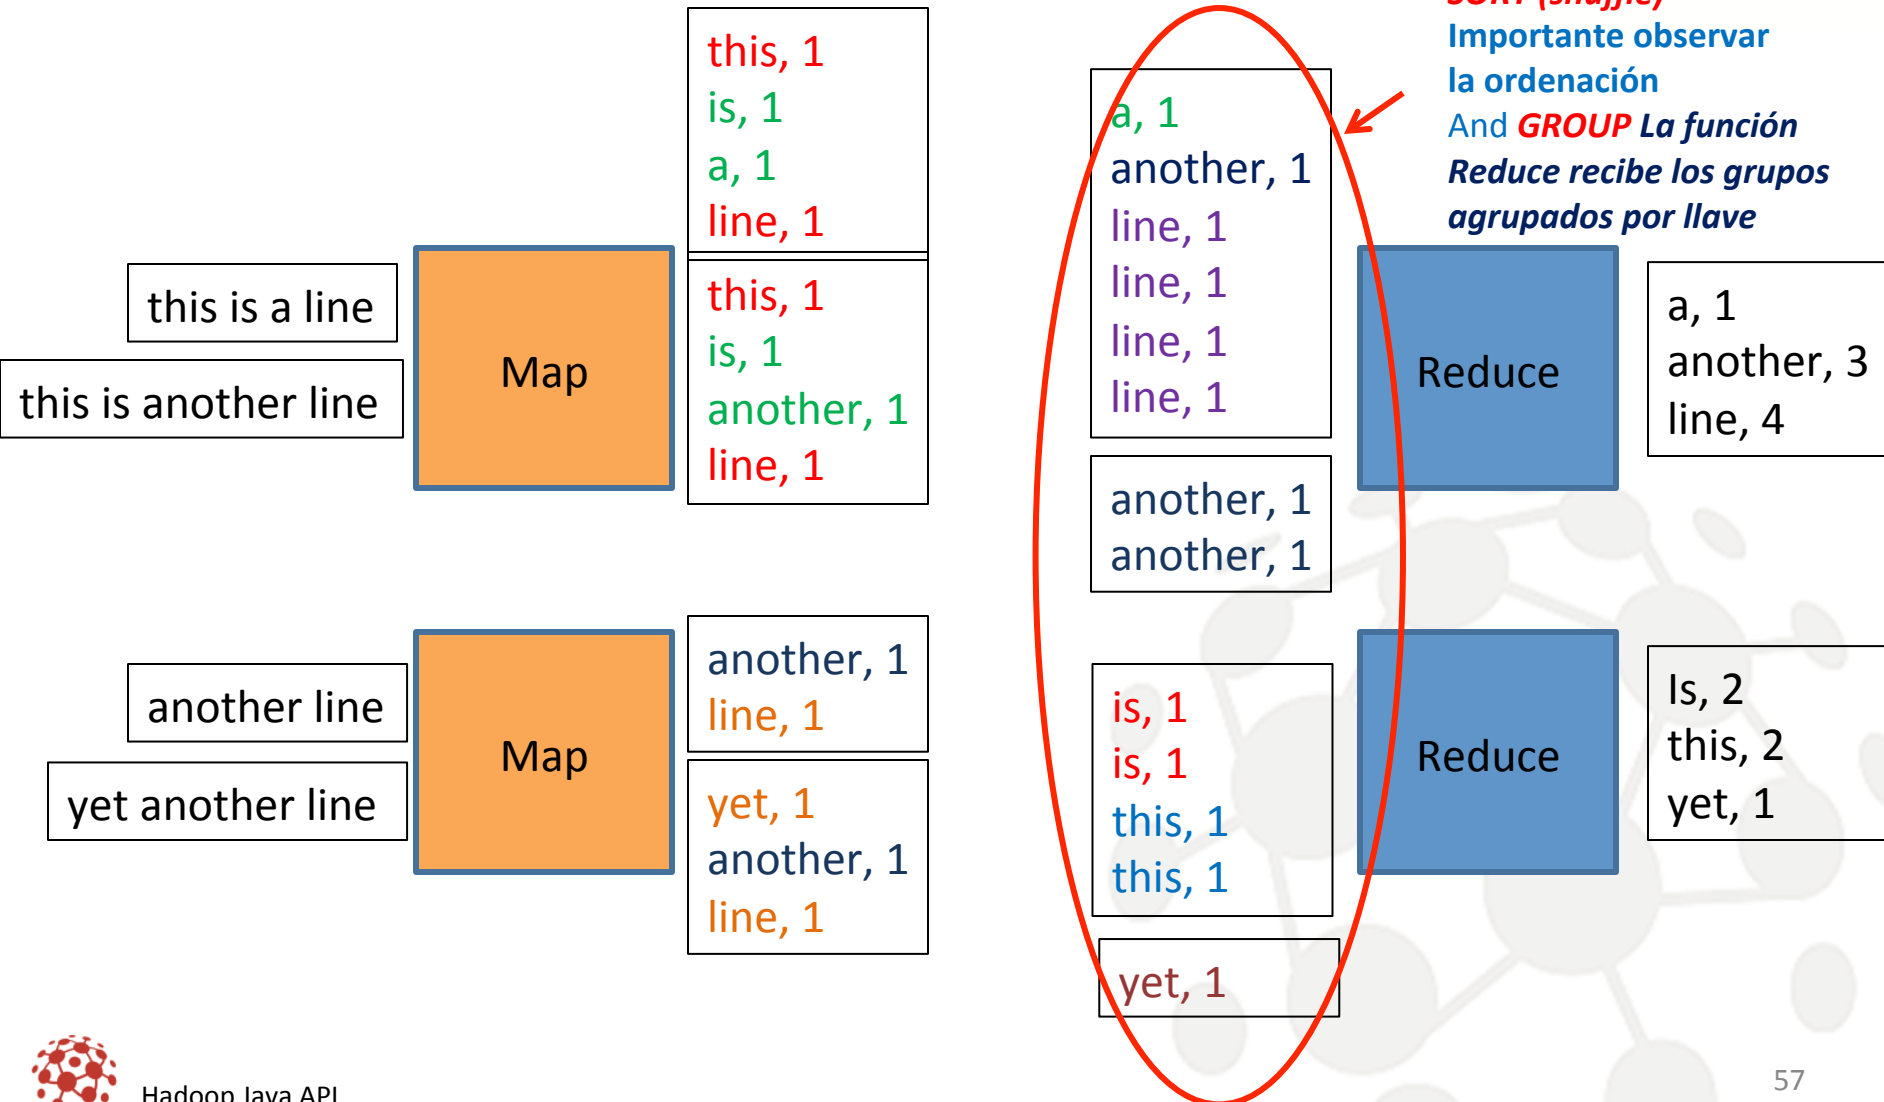 this is a line
this is another line
Map
this, 1
is, 1
a, 1
line, 1
this, 1
is, 1
another, 1
line, 1
another line
yet another line
Map
another, 1
line, 1
yet, 1
another, 1
line, 1
a, 1
another, 1
line, 1
line, 1
line, 1
line, 1
another, 1
another, 1
is, 1
is, 1
this, 1
this, 1
yet, 1
SORT (shuffle)
Importante observar
la ordenación
And GROUP La función
Reduce recibe los grupos
agrupados por llave
Reduce
a, 1
another, 3
line, 4
Reduce
Is, 2
this, 2
yet, 1
Hadoop Java API
57